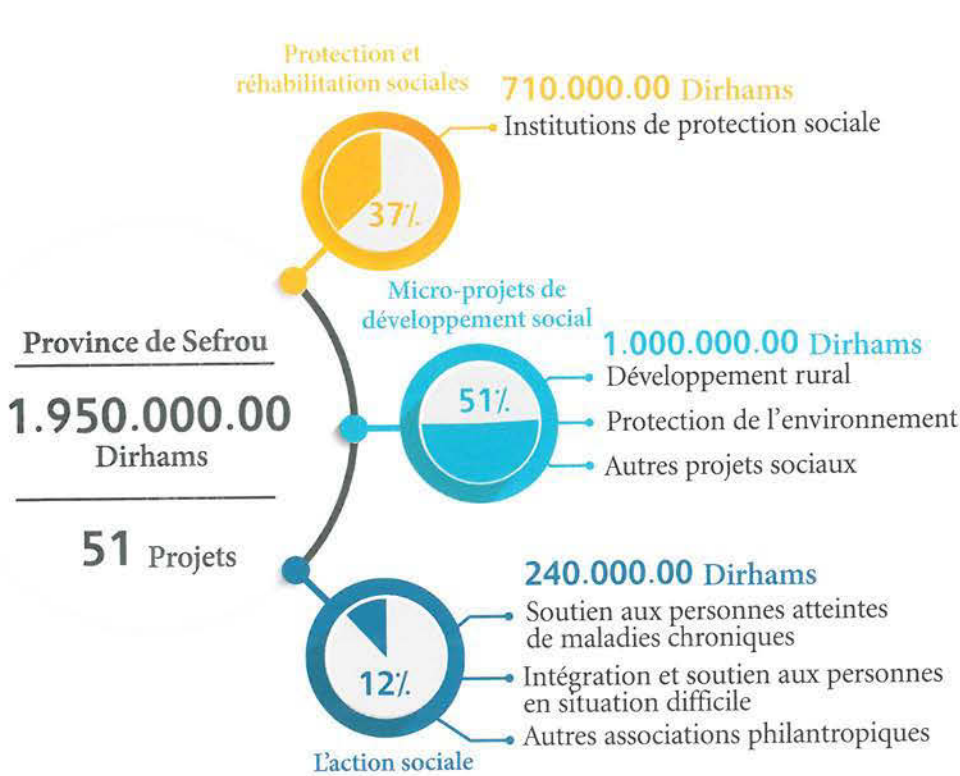 Protection et
réhabilitation sociales
710.000.00 Dirhams
Institutions de protection sociale
37%
Micro-projets de
développement social
1.000.000.00 Dirhams
Développement rural
Protection de l'environnement
Autres projets sociaux
51%
Province de Sefrou
1.950.000.00
Dirhams
51 Projets
240.000.00 Dirhams
Soutien aux personnes atteintes
de maladies chroniques
Intégration et soutien aux personnes
en situation difficile
Autres associations philantropiques
12%
L'action sociale